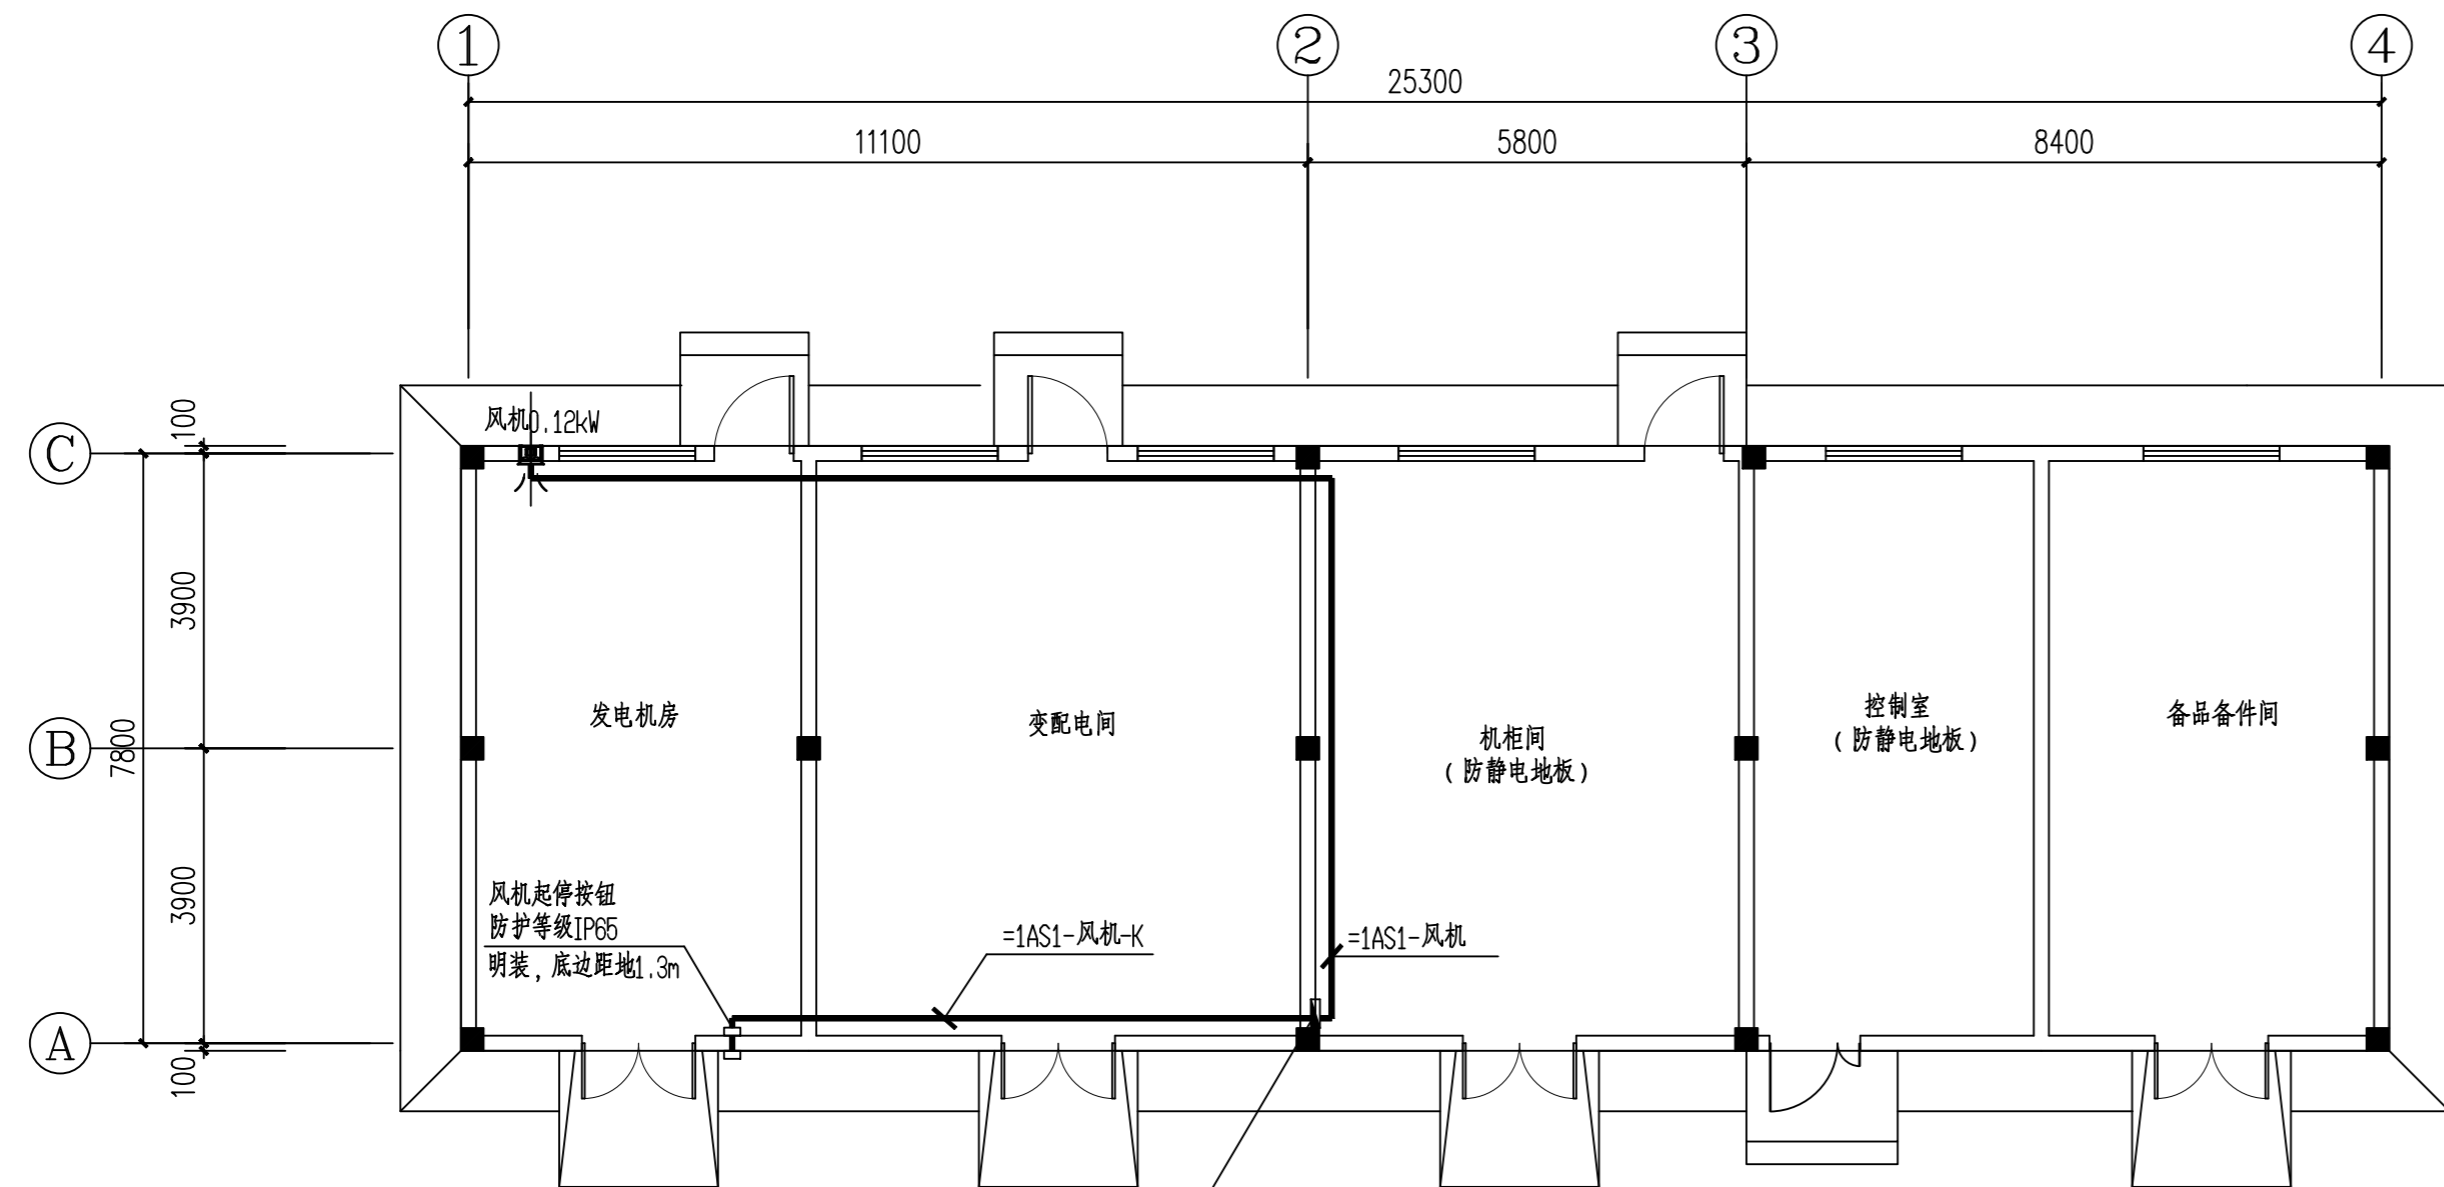 1
2
3
4
25300
11100
5800
8400
100
风机0.12kW
C
3900
发电机房
变配电间
机柜间
(防静电地板)
控制室
(防静电地板)
备品备件间
B
7800
3900
风机起停按钮
防护等级IP65
明装,底边距地1.3m
=1AS1-风机-K
=1AS1-风机
A
100